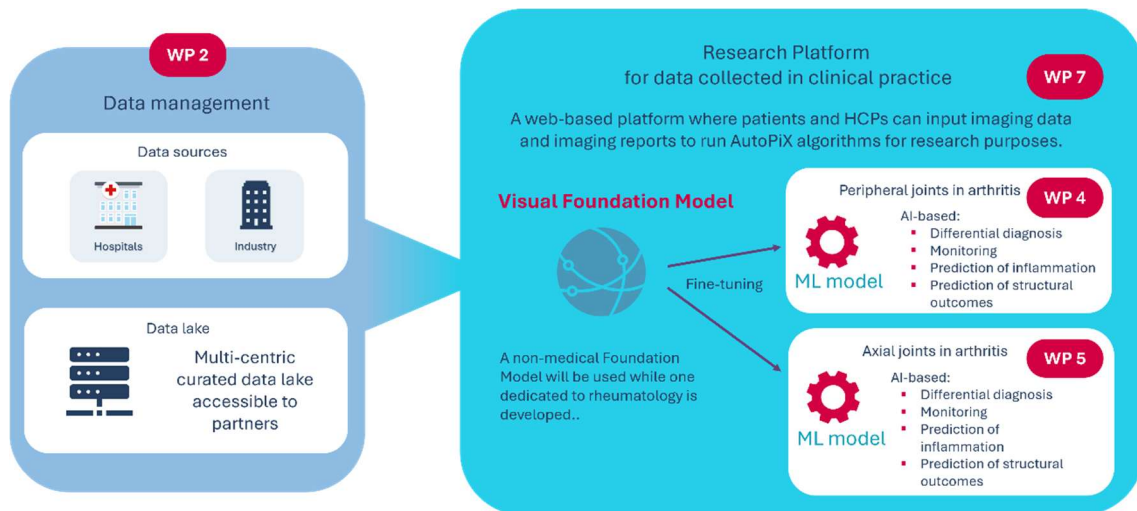 WP 2
Data management
Data sources
Hospitals
Industry
Data lake
Multi-centric
curated data lake
accessible to
partners
Research Platform
for data collected in clinical practice
WP 7
A web-based platform where patients and HCPs can input imaging data
and imaging reports to run AutoPiX algorithms for research purposes.
Visual Foundation Model
Fine-tuning
A non-medical Foundation
Model will be used while one
dedicated to rheumatology is
developed..
Peripheral joints in arthritis
WP 4
AI-based:
▪ Differential diagnosis
▪ Monitoring
▪ Prediction of inflammation
▪ Prediction of structural
outcomes
ML model
Axial joints in arthritis
WP 5
AI-based:
▪ Differential diagnosis
▪ Monitoring
▪ Prediction of
inflammation
▪ Prediction of structural
outcomes
ML model